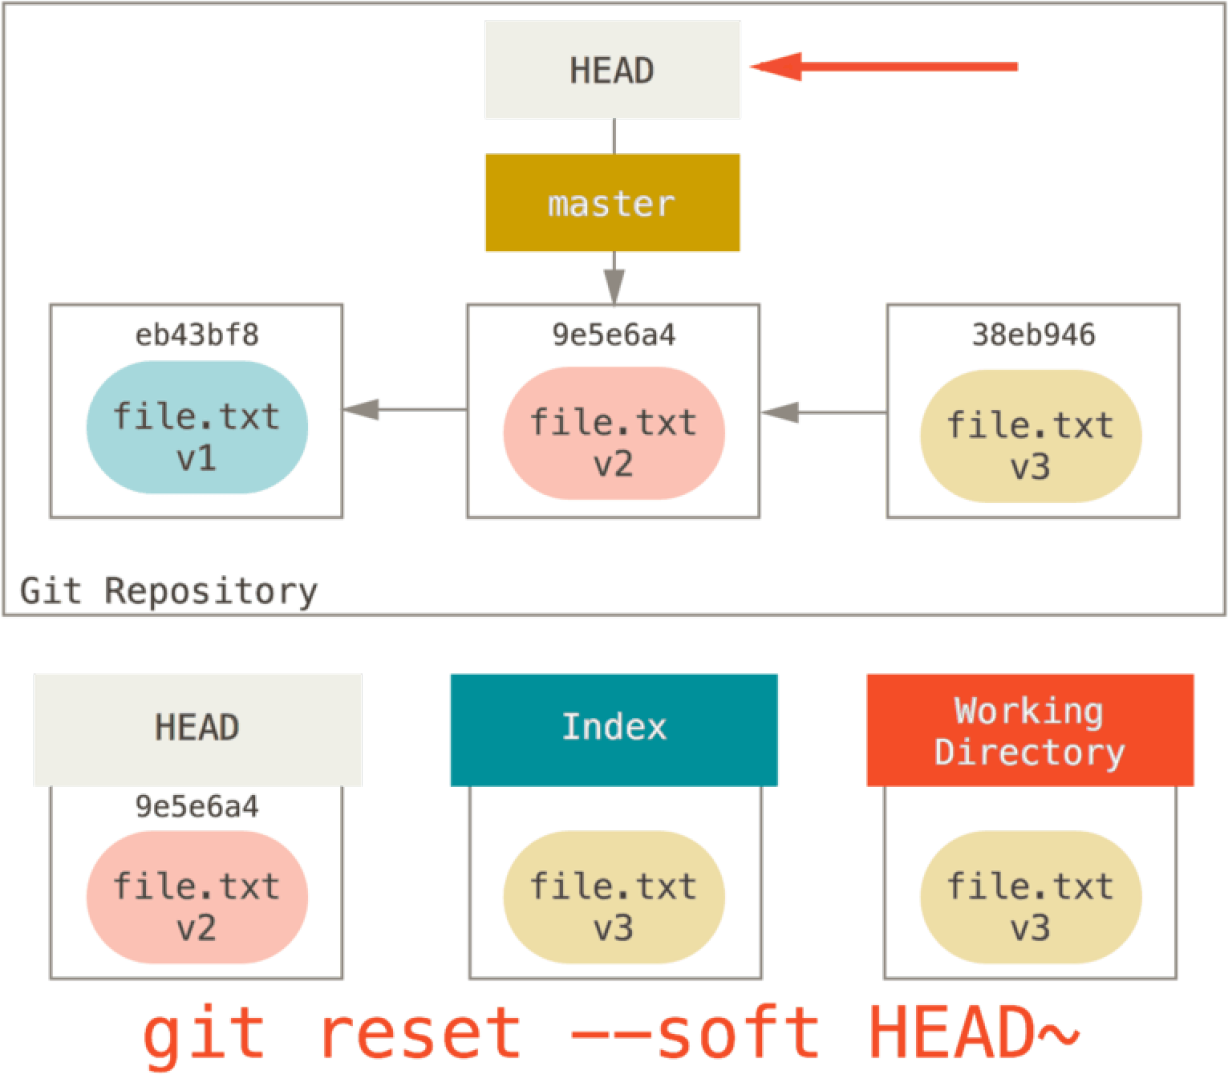 HEAD
master
eb43bf8
file.txt
v1
9e5e6a4
file.txt
v2
38eb946
file.txt
v3
Git Repository
HEAD
9e5e6a4
file.txt
v2
Index
file.txt
v3
Working
Directory
file.txt
v3
git reset --soft HEAD~